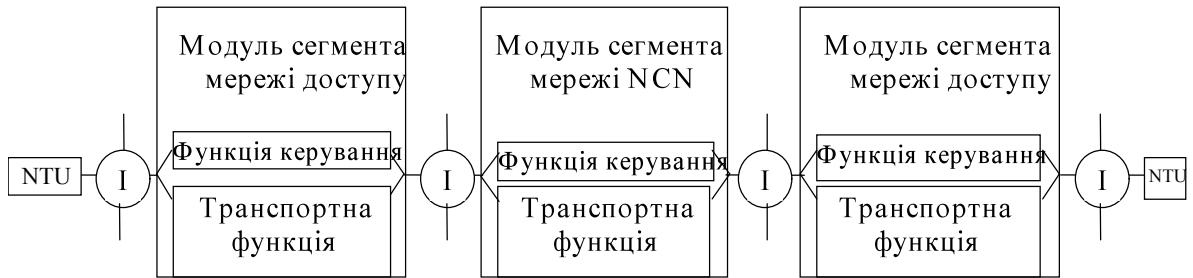 Модуль сегмента
мережі доступу
Модуль сегмента
мережі NCN
Модуль сегмента
мережі доступу
NTU
I
Функція керування
Транспортна
функція
I
Функція керування
Транспортна
функція
I
Функція керування
Транспортна
функція
I
NTU